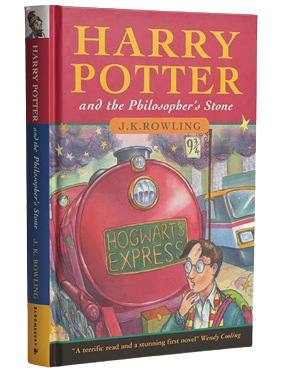 HARRY
POTTER
and the Philosopher's Stone
J.K.ROWLING
9¾
HOGWARTS
EXPRESS
"A terrific read and a stunning first novel" Wendy Cooling
HARRY POTTER and the Philosopher's Stone J. K. ROWLING
BLOOMSBURY